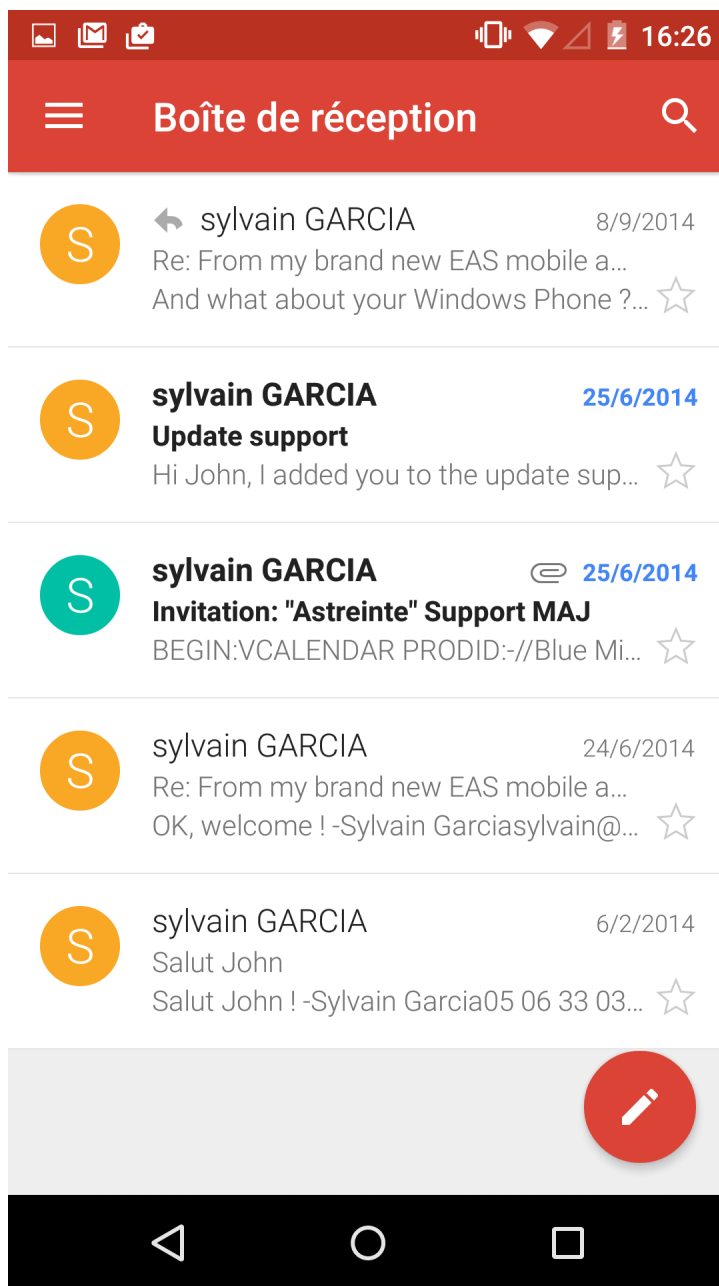 16:26
Boîte de réception
S
sylvain GARCIA
8/9/2014
Re: From my brand new EAS mobile a...
And what about your Windows Phone ?...
S
sylvain GARCIA
25/6/2014
Update support
Hi John, I added you to the update sup...
S
sylvain GARCIA
25/6/2014
Invitation: "Astreinte" Support MAJ
BEGIN:VCALENDAR PRODID:-//Blue Mi...
S
sylvain GARCIA
24/6/2014
Re: From my brand new EAS mobile a...
OK, welcome ! -Sylvain Garciasylvain@...
S
sylvain GARCIA
6/2/2014
Salut John
Salut John ! -Sylvain Garcia05 06 33 03...